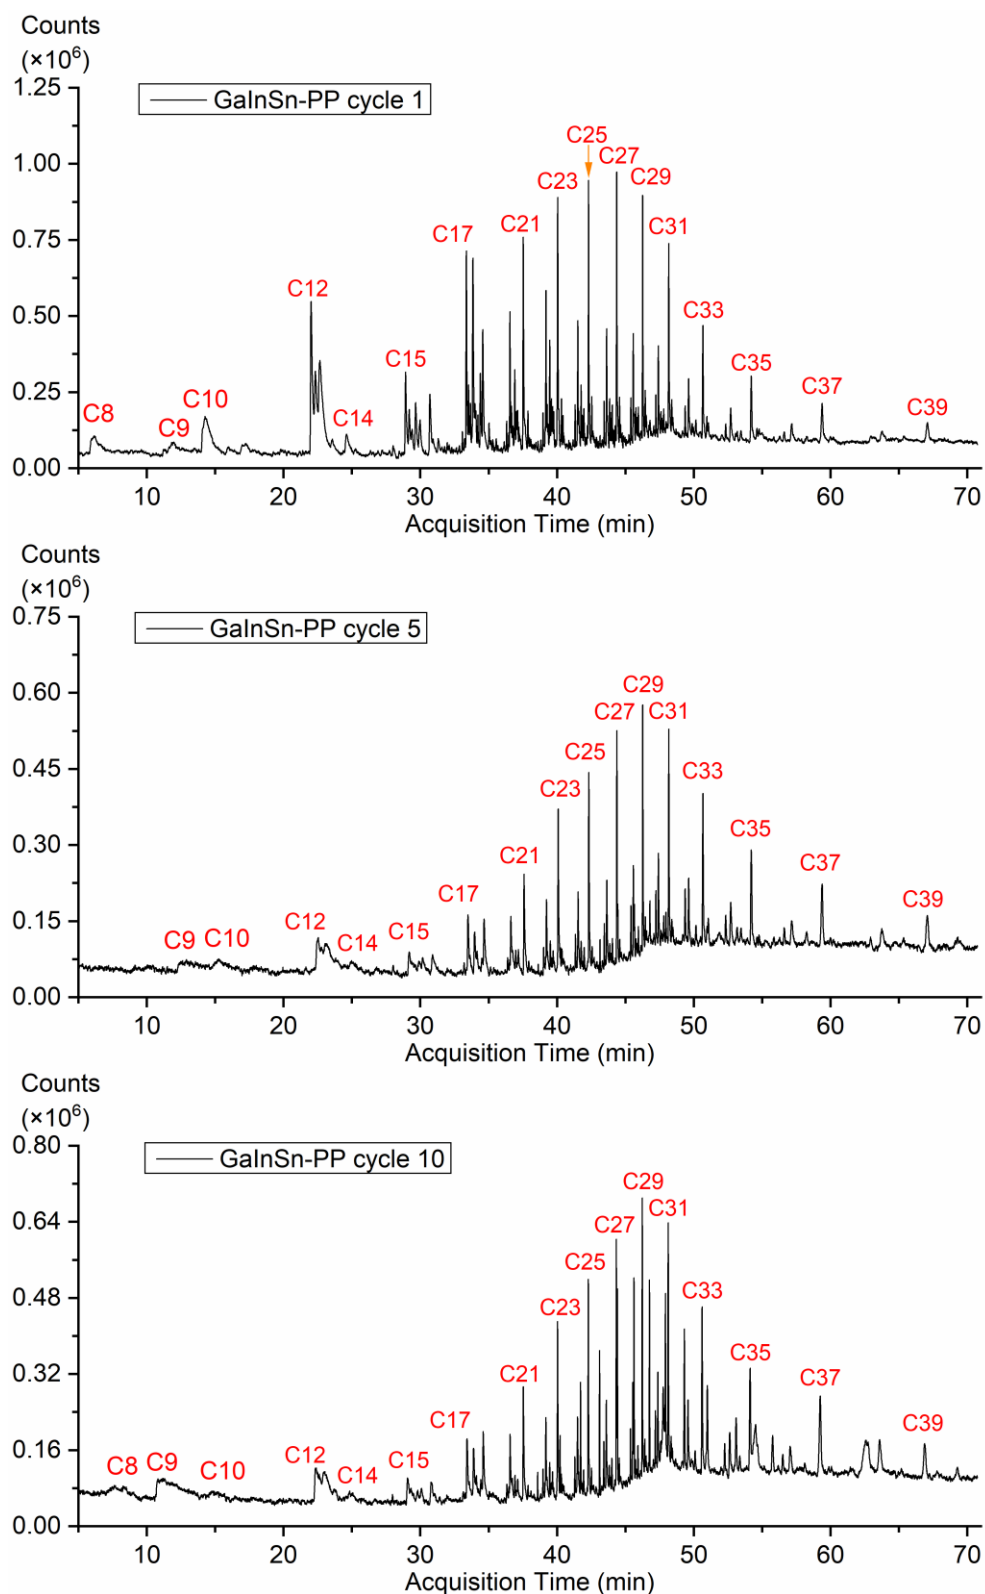 Counts
(×10⁶)
GaInSn-PP cycle 1
1.25
1.00
0.75
0.50
0.25
0.00
C8
C9
C10
C12
C14
C15
C17
C21
C23
C25
C27
C29
C31
C33
C35
C37
C39
10 20 30 40 50 60 70
Acquisition Time (min)
Counts
(×10⁶)
GaInSn-PP cycle 5
0.75
0.60
0.45
0.30
0.15
0.00
C9
C10
C12
C14
C15
C17
C21
C23
C25
C27
C29
C31
C33
C35
C37
C39
10 20 30 40 50 60 70
Acquisition Time (min)
Counts
(×10⁶)
GaInSn-PP cycle 10
0.80
0.64
0.48
0.32
0.16
0.00
C8
C9
C10
C12
C14
C15
C17
C21
C23
C25
C27
C29
C31
C33
C35
C37
C39
10 20 30 40 50 60 70
Acquisition Time (min)